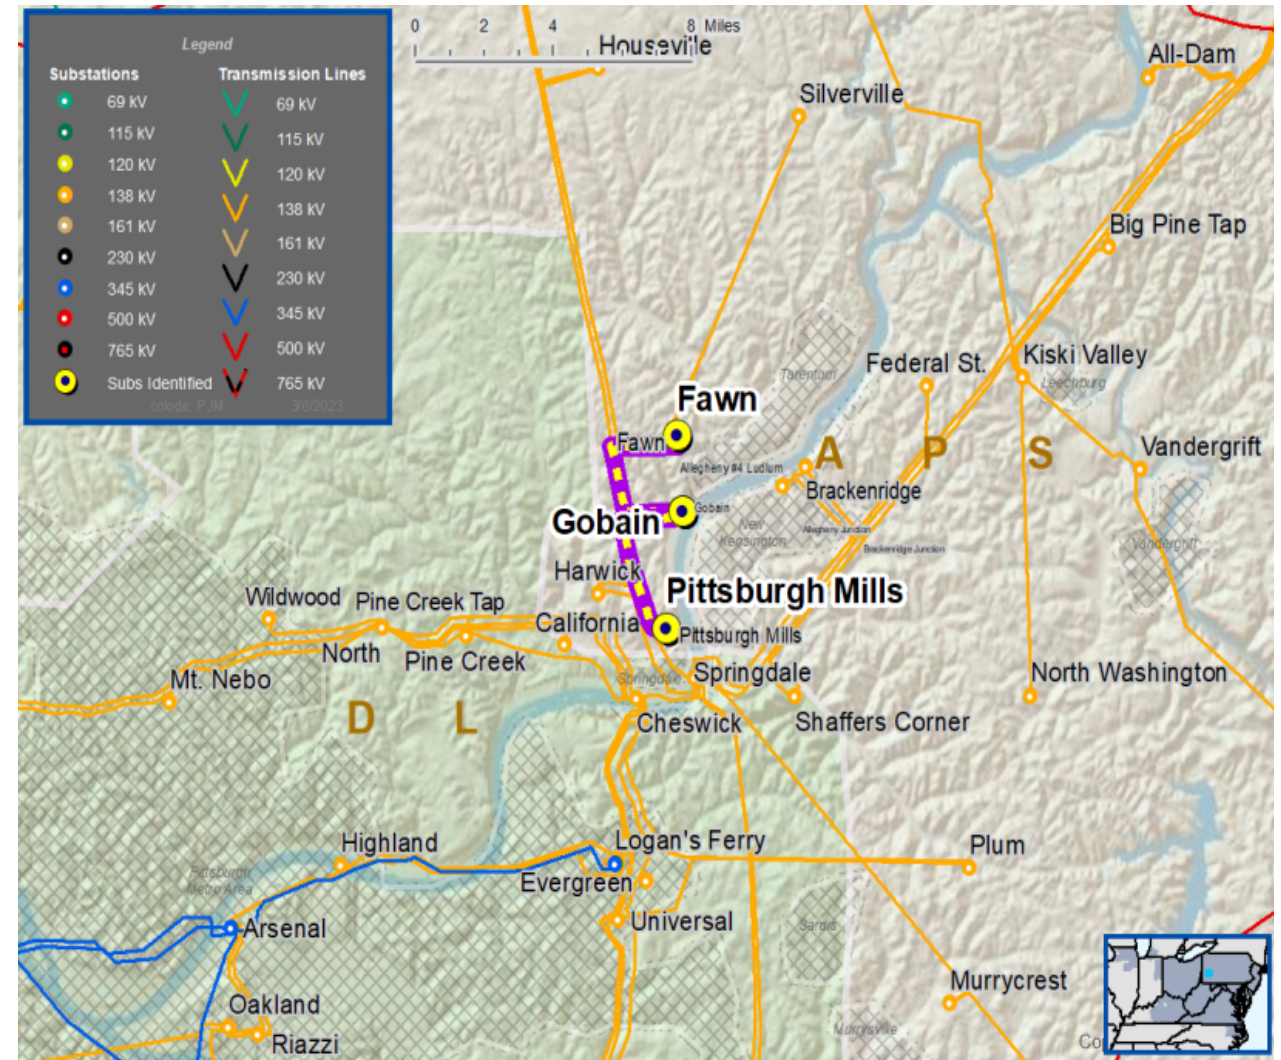 Legend
Substations
Transmission Lines
69 kV
115 kV
120 kV
138 kV
161 kV
230 kV
345 kV
500 kV
765 kV
Subs Identified
69 kV
115 kV
120 kV
138 kV
161 kV
230 kV
345 kV
500 kV
765 kV
colode, PJM
3/6/2023
0 2 4 8 Miles
Houseville
All-Dam
Silverville
Big Pine Tap
Federal St.
Kiski Valley
Leechburg
Tarentum
Fawn
Fawn
A P S
Vandergrift
Allegheny #4 Ludlum
Brackenridge
Gobain
Gobain
New
Kensington
Allegheny Junction
Brackenridge Junction
Vandergrift
Harwick
Pittsburgh Mills
Pittsburgh Mills
Wildwood
Pine Creek Tap
California
North
Pine Creek
Springdale
Springdale
Mt. Nebo
North Washington
D L
Cheswick
Shaffers Corner
Highland
Logan's Ferry
Plum
Pittsburgh
Metro Area
Evergreen
Arsenal
Universal
Sardis
Murrycrest
Oakland
Riazzi
Murrysville